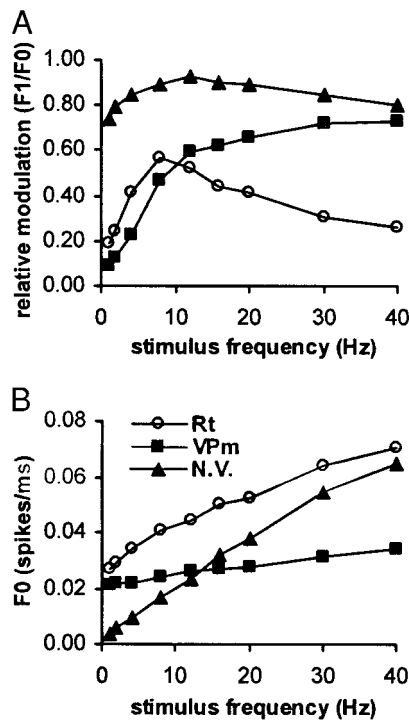 A
relative modulation (F1/F0)
1.00
0.80
0.60
0.40
0.20
0.00
0 10 20 30 40
stimulus frequency (Hz)
B
F0 (spikes/ms)
0.08
0.06
0.04
0.02
0.00
Rt
VPm
N.V.
0 10 20 30 40
stimulus frequency (Hz)